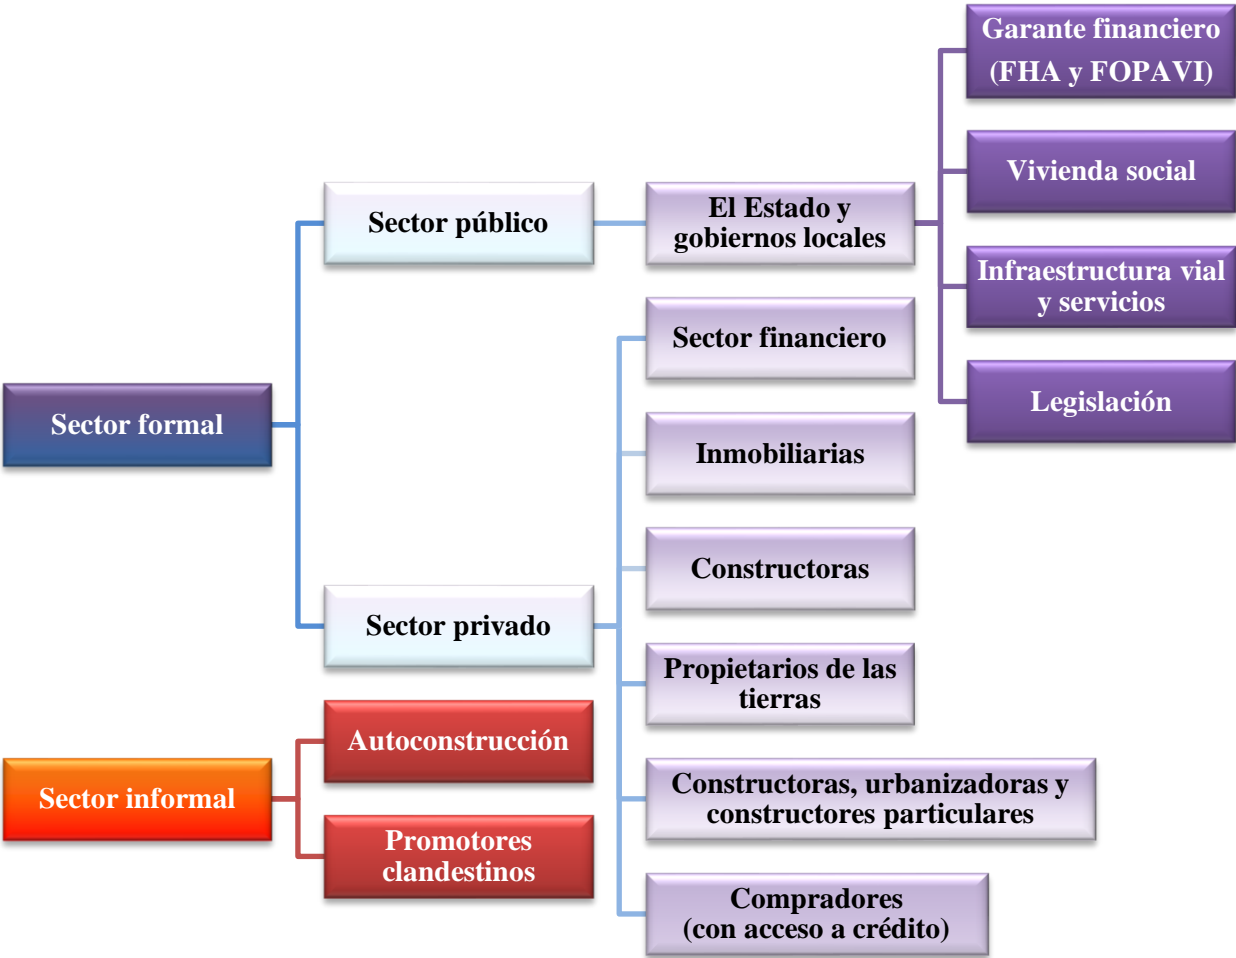 Garante financiero
(FHA y FOPAVI)
Vivienda social
Sector público
El Estado y
gobiernos locales
Infraestructura vial
y servicios
Sector financiero
Legislación
Sector formal
Inmobiliarias
Constructoras
Sector privado
Propietarios de las
tierras
Autoconstrucción
Sector informal
Constructoras, urbanizadoras y
constructores particulares
Promotores
clandestinos
Compradores
(con acceso a crédito)